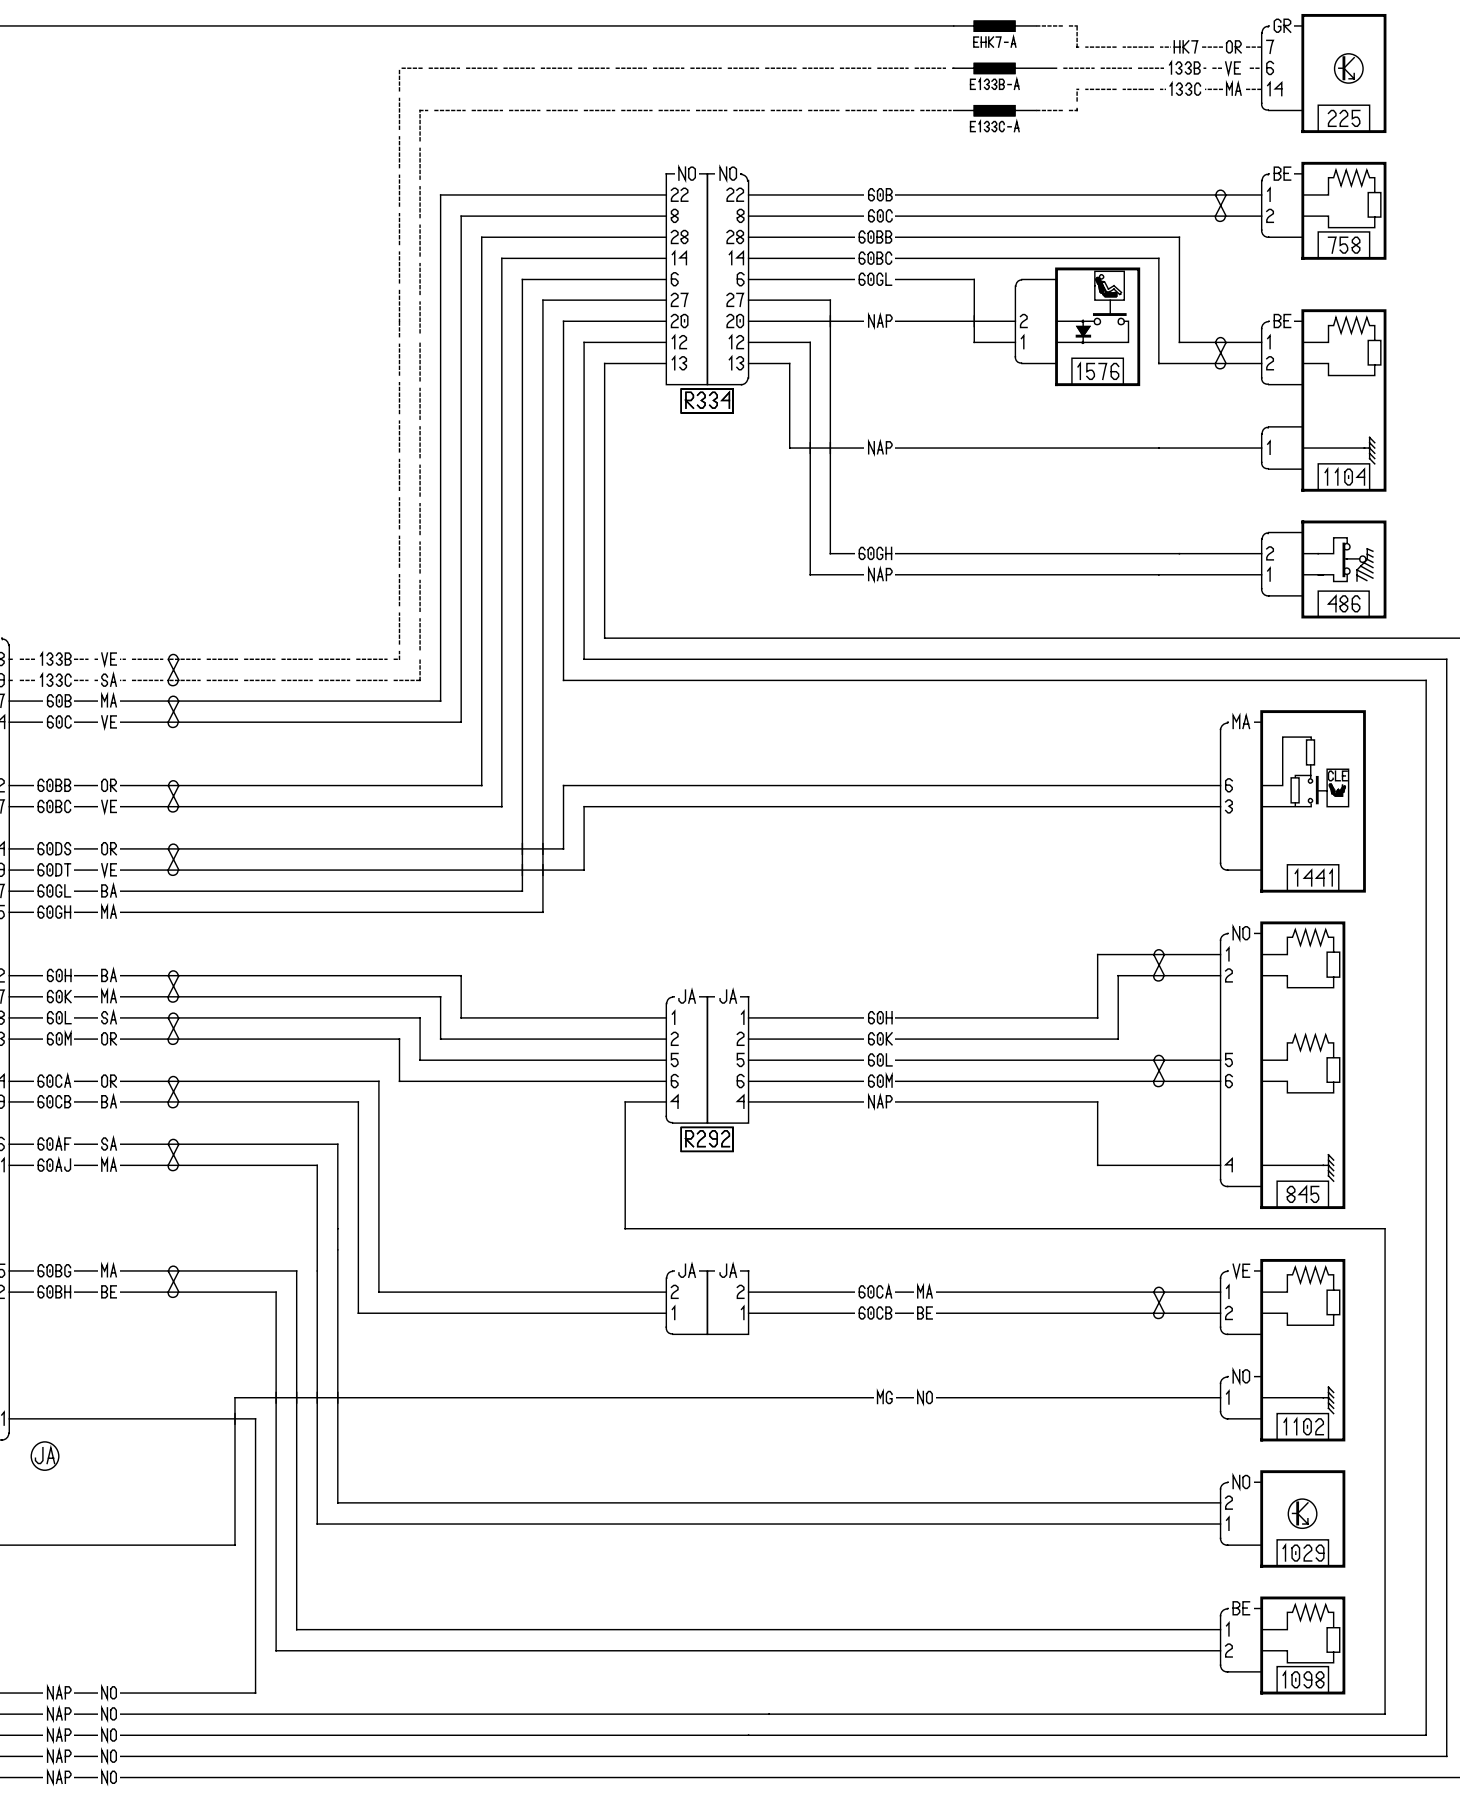 EHK7-A
GR
HK7 OR 7
133B VE 6
E133B-A
133C MA 14
E133C-A
225
NO NO BE
22 22 60B 1
8 8 60C 2
28 28 60BB
758
14 14 60BC
6 6 60GL
27 27
20 20 NAP 2 BE
12 12 1 1
13 13 2
1576
R334
NAP 1
1104
60GH 2
NAP 1
486
133B VE
133C SA
60B MA
60C VE
MA
60BB OR 6
CLE
60BC VE 3
60DS OR
60DT VE
60GL BA
1441
60GH MA
NO
1
60H BA 2
60K MA JA JA
60L SA 1 1 60H
60M OR 2 2 60K
5 5 60L 5
60CA OR 6 6 60M 6
60CB BA 4 4 NAP
R292
60AF SA
60AJ MA 4
845
60BG MA JA JA VE
60BH BE 2 2 60CA MA 1
1 1 60CB BE 2
NO
MG NO 1
1
1102
JA
NO
2
1
1029
BE
1
2
1098
NAP NO
NAP NO
NAP NO
NAP NO
NAP NO